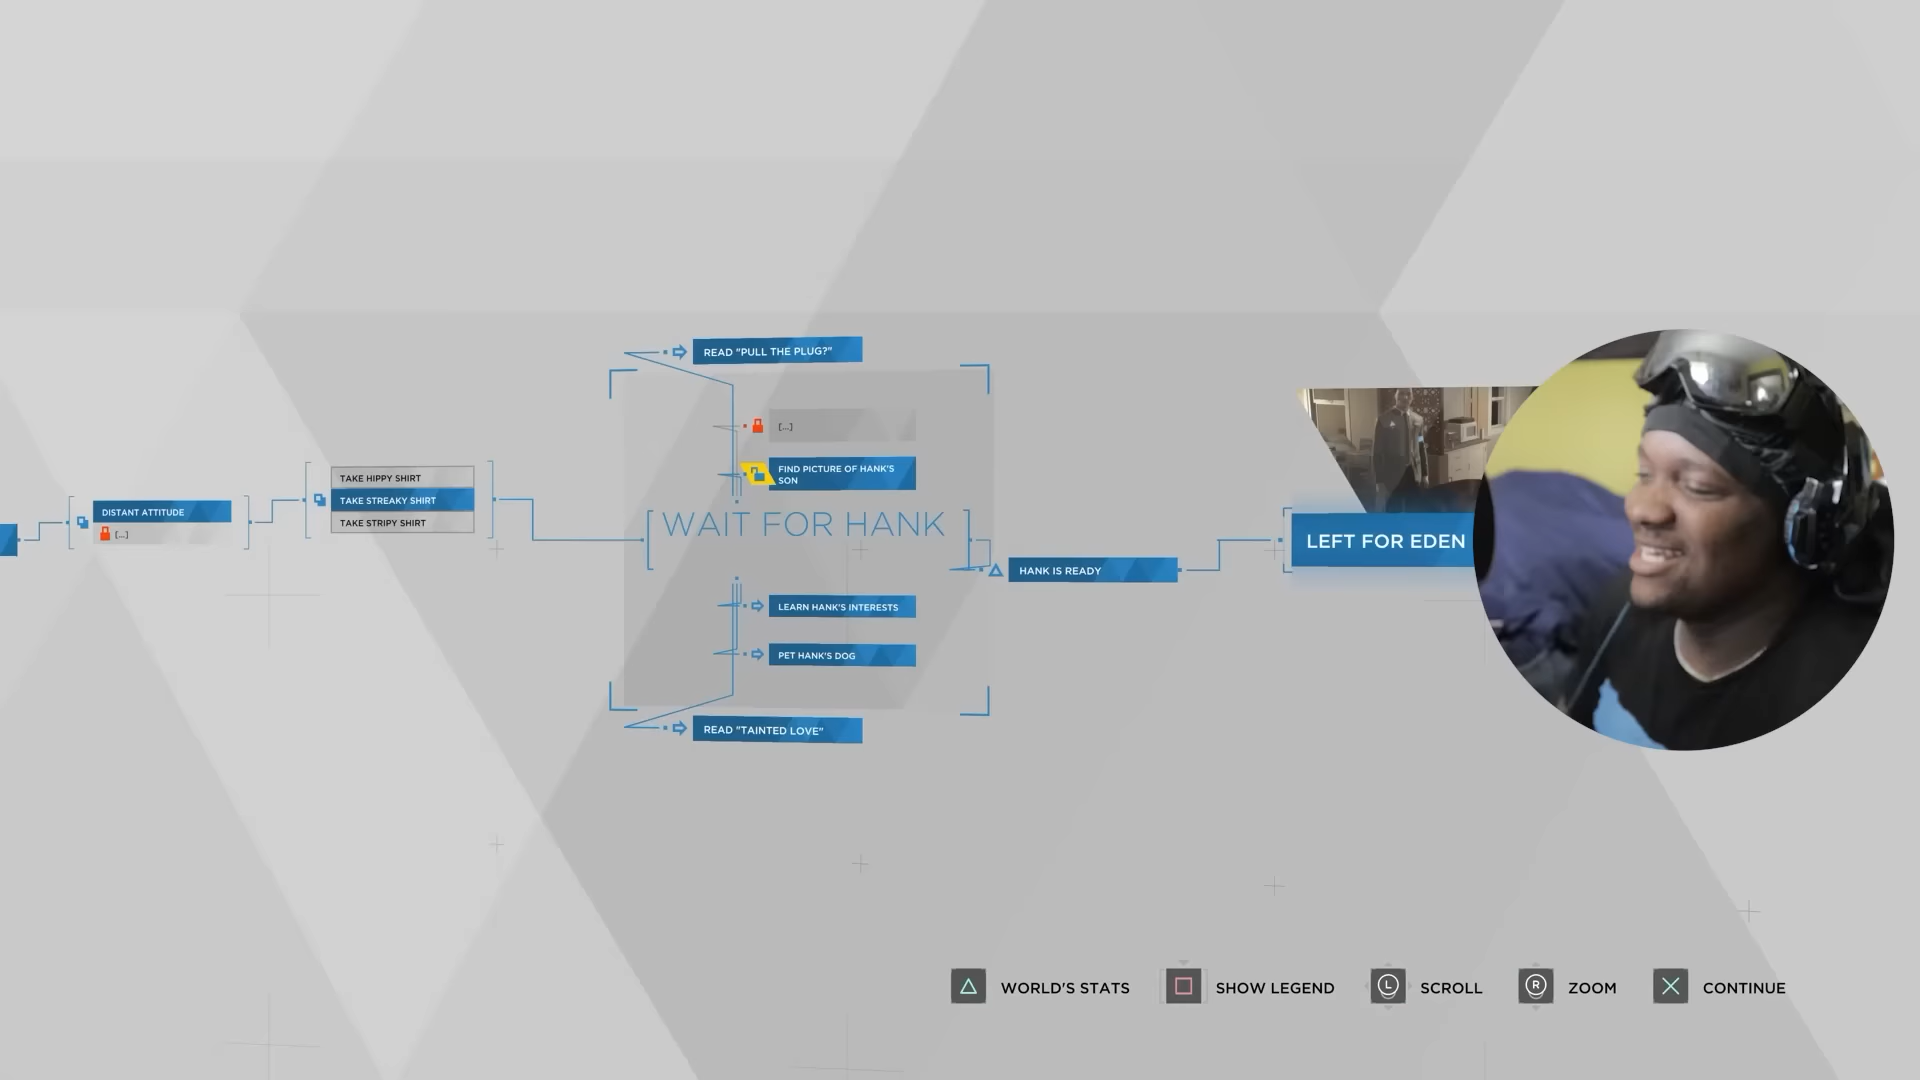 READ "PULL THE PLUG?"
[...]
FIND PICTURE OF HANK'S
SON
TAKE HIPPY SHIRT
TAKE STREAKY SHIRT
TAKE STRIPY SHIRT
DISTANT ATTITUDE
[...]
WAIT FOR HANK
LEFT FOR EDEN
HANK IS READY
LEARN HANK'S INTERESTS
PET HANK'S DOG
READ "TAINTED LOVE"
WORLD'S STATS
SHOW LEGEND
L
SCROLL
R
ZOOM
CONTINUE